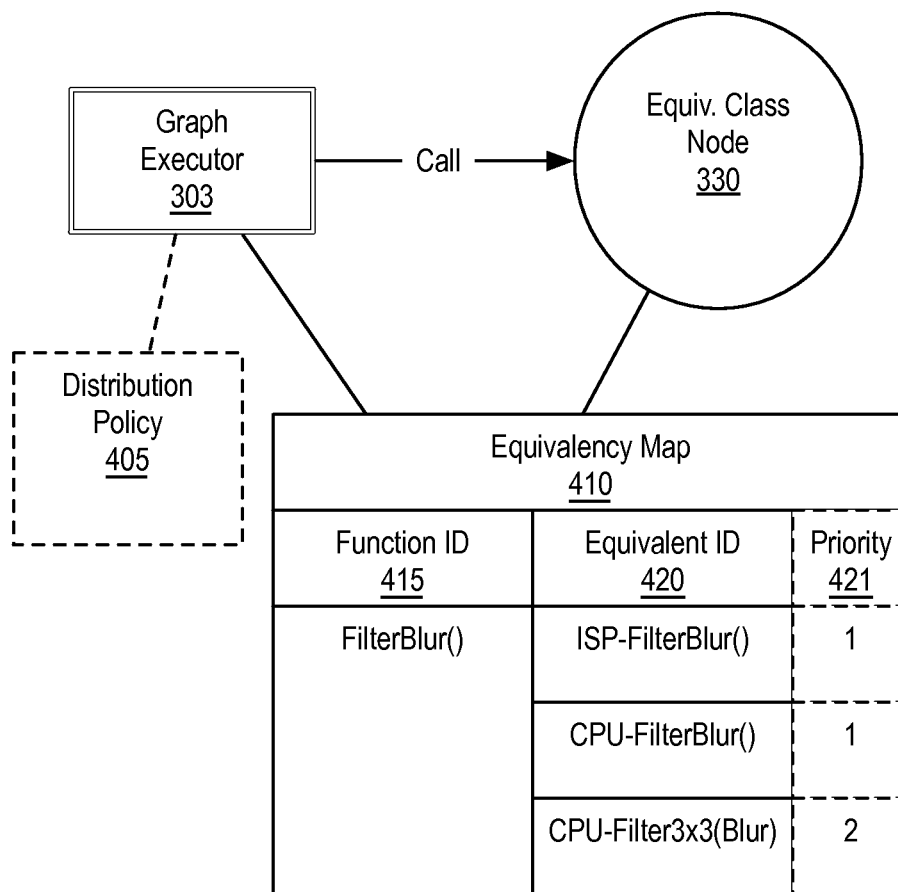 Graph
Executor
303
Call
Equiv. Class
Node
330
Distribution
Policy
405
Equivalency Map
410
Function ID
415
Equivalent ID
420
Priority
421
FilterBlur()
ISP-FilterBlur()
1
CPU-FilterBlur()
1
CPU-Filter3x3(Blur)
2